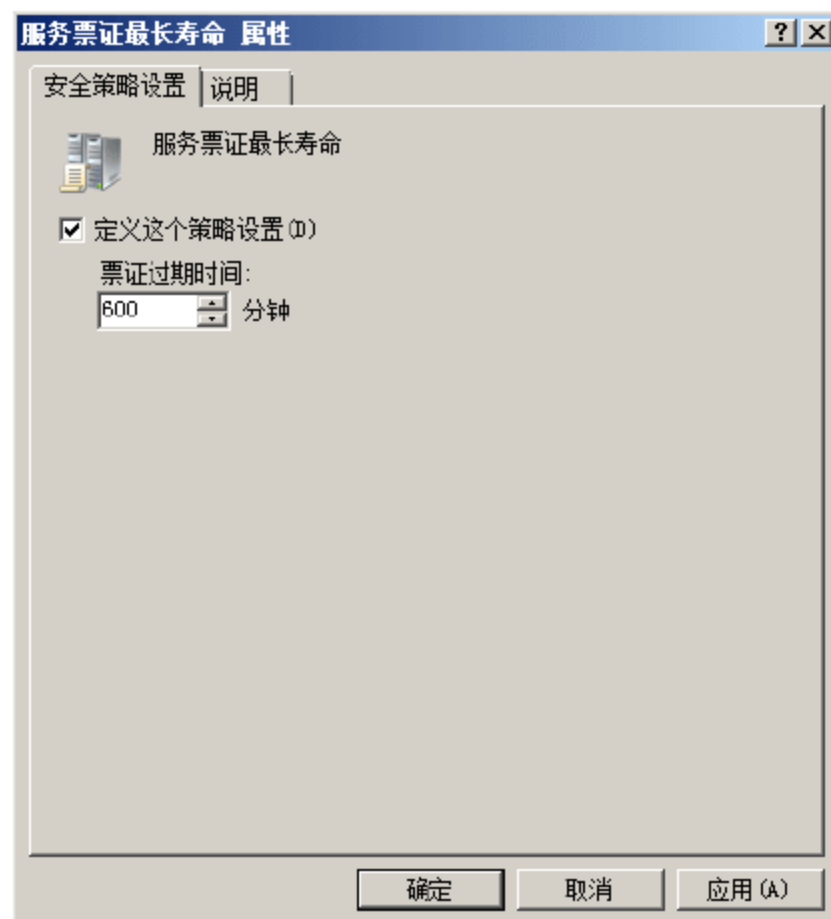 服务票证最长寿命 属性
安全策略设置 说明
服务票证最长寿命
定义这个策略设置(D)
票证过期时间:
600 分钟
确定 取消 应用(A)